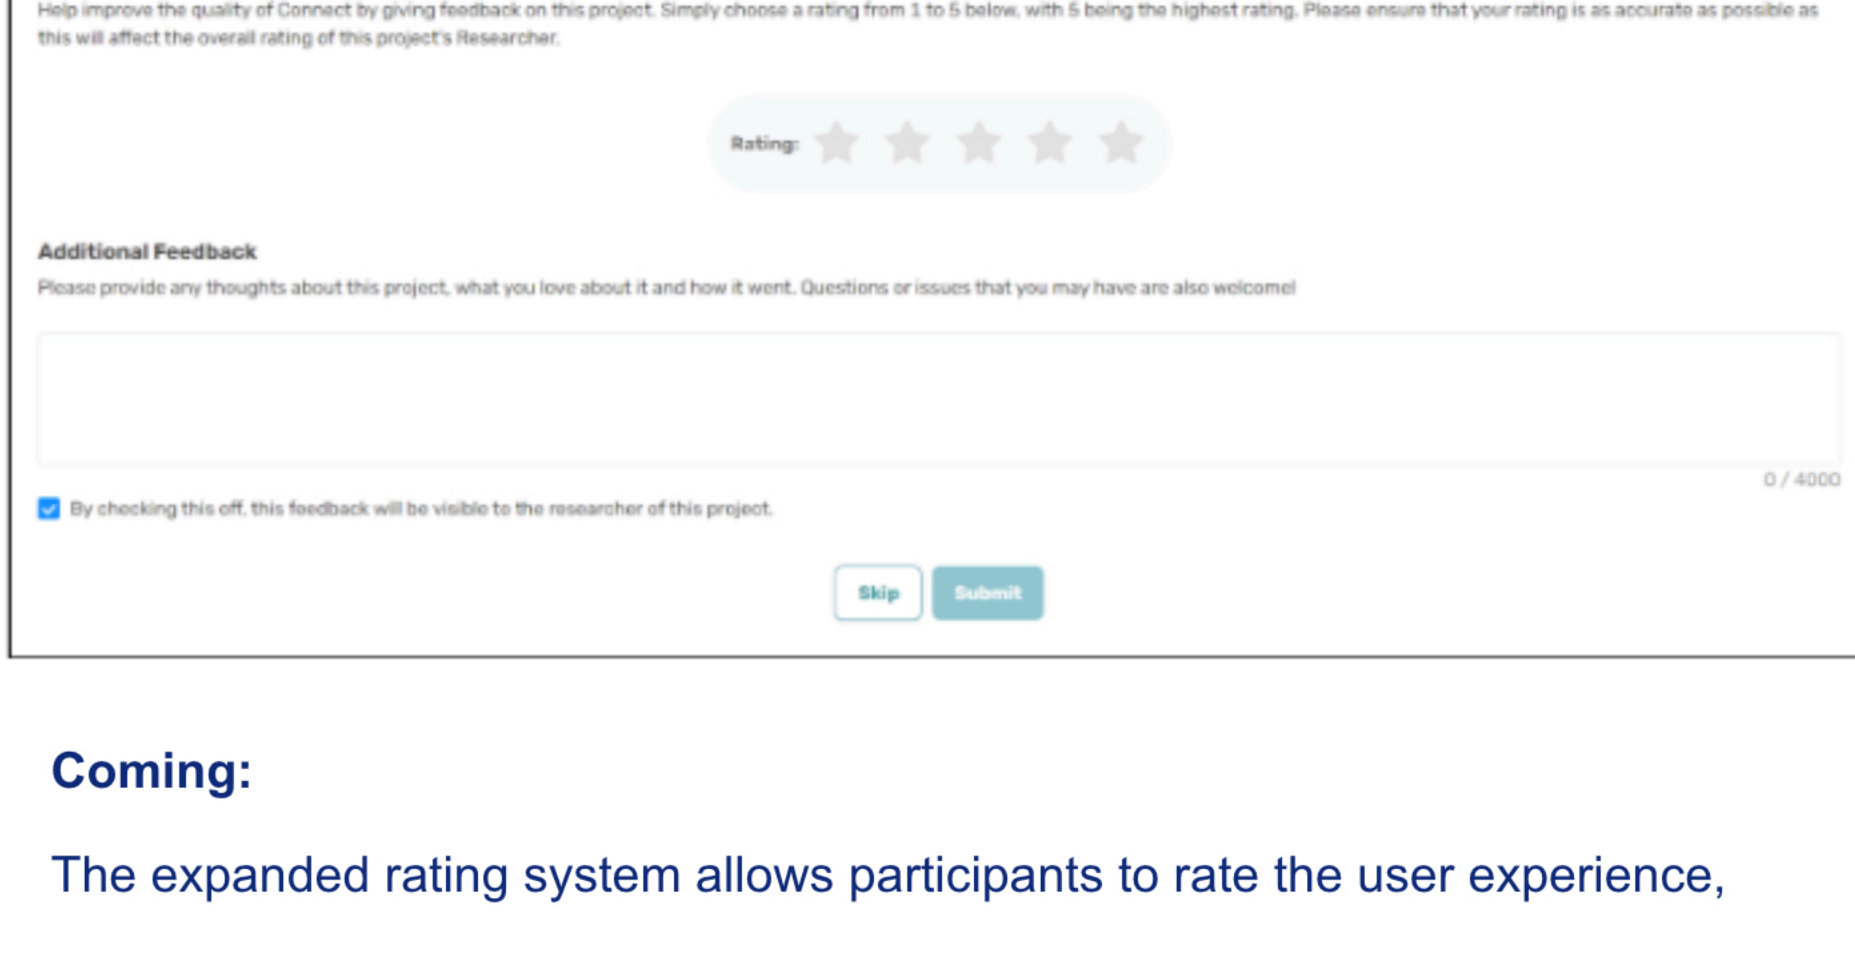 Help improve the quality of Connect by giving feedback on this project. Simply choose a rating from 1 to 5 below, with 5 being the highest rating. Please ensure that your rating is as accurate as possible as
this will affect the overall rating of this project's Researcher.
Rating:
Additional Feedback
Please provide any thoughts about this project, what you love about it and how it went. Questions or issues that you may have are also welcome!
0 / 4000
By checking this off, this feedback will be visible to the researcher of this project.
Skip Submit
Coming:
The expanded rating system allows participants to rate the user experience,